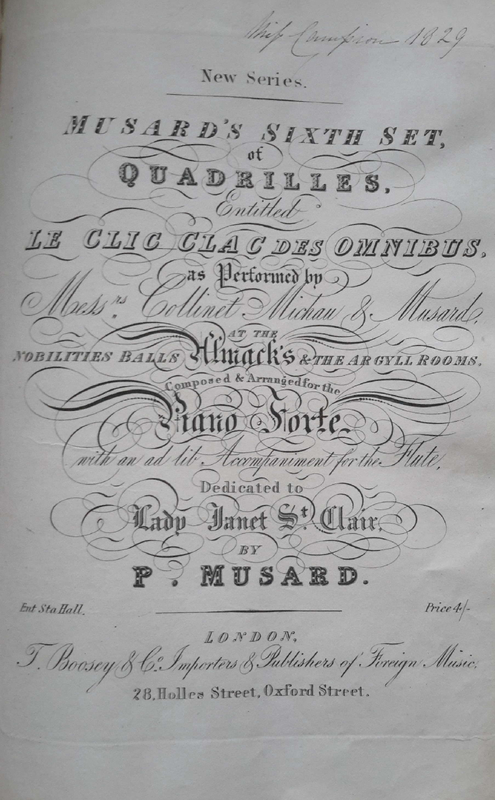 Miss Campion 1829
New Series.
MUSARD'S SIXTH SET,
of
QUADRILLES,
Entitled
LE CLIC CLAC DES OMNIBUS,
as Performed by
Mess.rs Collinet Michau & Musard,
AT THE
NOBILITIES BALLS Almack's & THE ARGYLL ROOMS,
Composed & Arranged for the
Piano Forte,
with an ad lib. Accompaniment for the Flute,
Dedicated to
Lady Janet St. Clair,
BY
P. MUSARD.
Ent. Sta. Hall. Price 4/-
LONDON,
T. Boosey & Co. Importers & Publishers of Foreign Music,
28, Holles Street, Oxford Street.